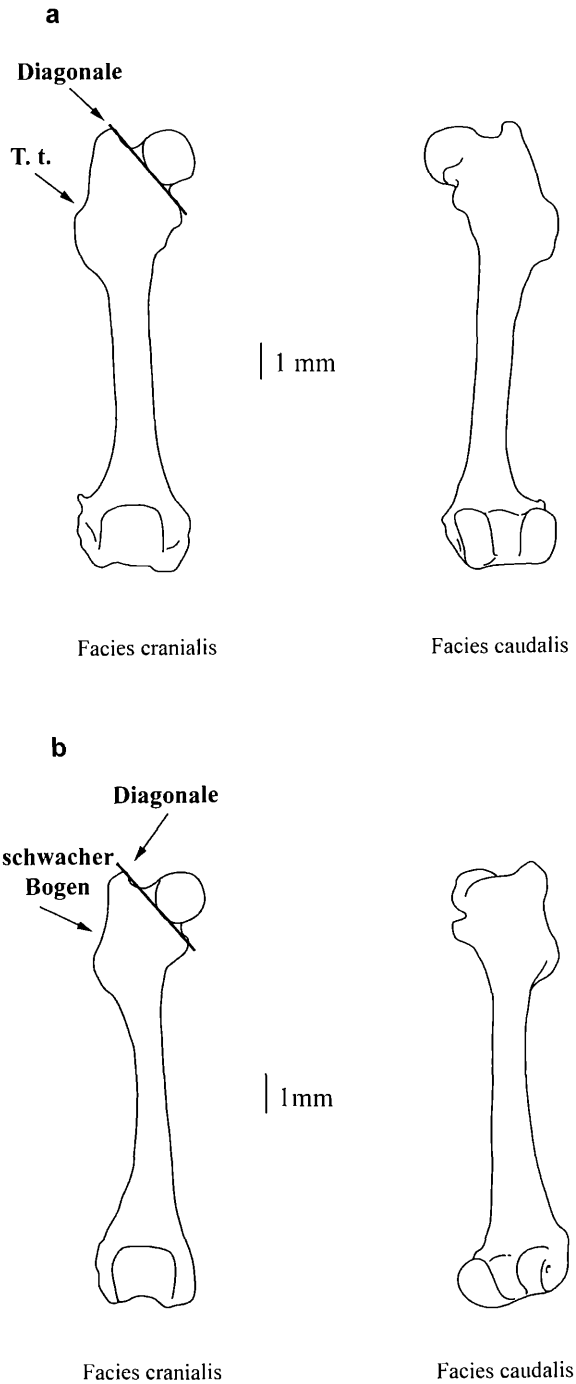 a
Diagonale
T. t.
1 mm
Facies cranialis
Facies caudalis
b
Diagonale
schwacher
Bogen
1mm
Facies cranialis
Facies caudalis